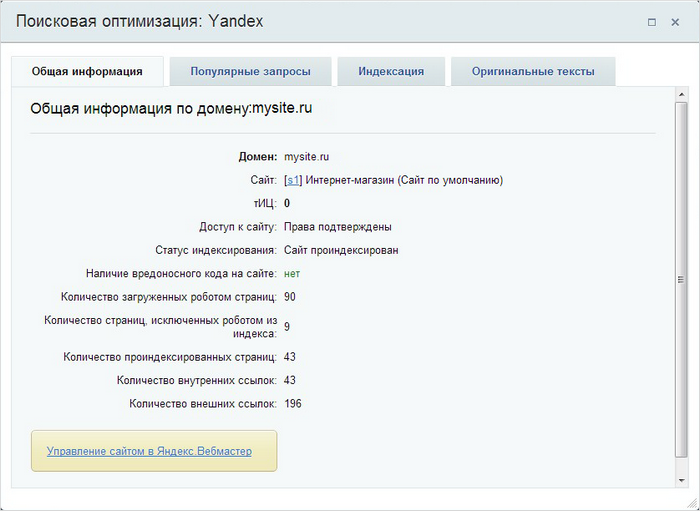 Поисковая оптимизация: Yandex
Общая информация
Популярные запросы
Индексация
Оригинальные тексты
Общая информация по домену:mysite.ru
Домен: mysite.ru
Сайт: [s1] Интернет-магазин (Сайт по умолчанию)
тИЦ: 0
Доступ к сайту: Права подтверждены
Статус индексирования: Сайт проиндексирован
Наличие вредоносного кода на сайте: нет
Количество загруженных роботом страниц: 90
Количество страниц, исключенных роботом из
индекса: 9
Количество проиндексированных страниц: 43
Количество внутренних ссылок: 43
Количество внешних ссылок: 196
Управление сайтом в Яндекс.Вебмастер